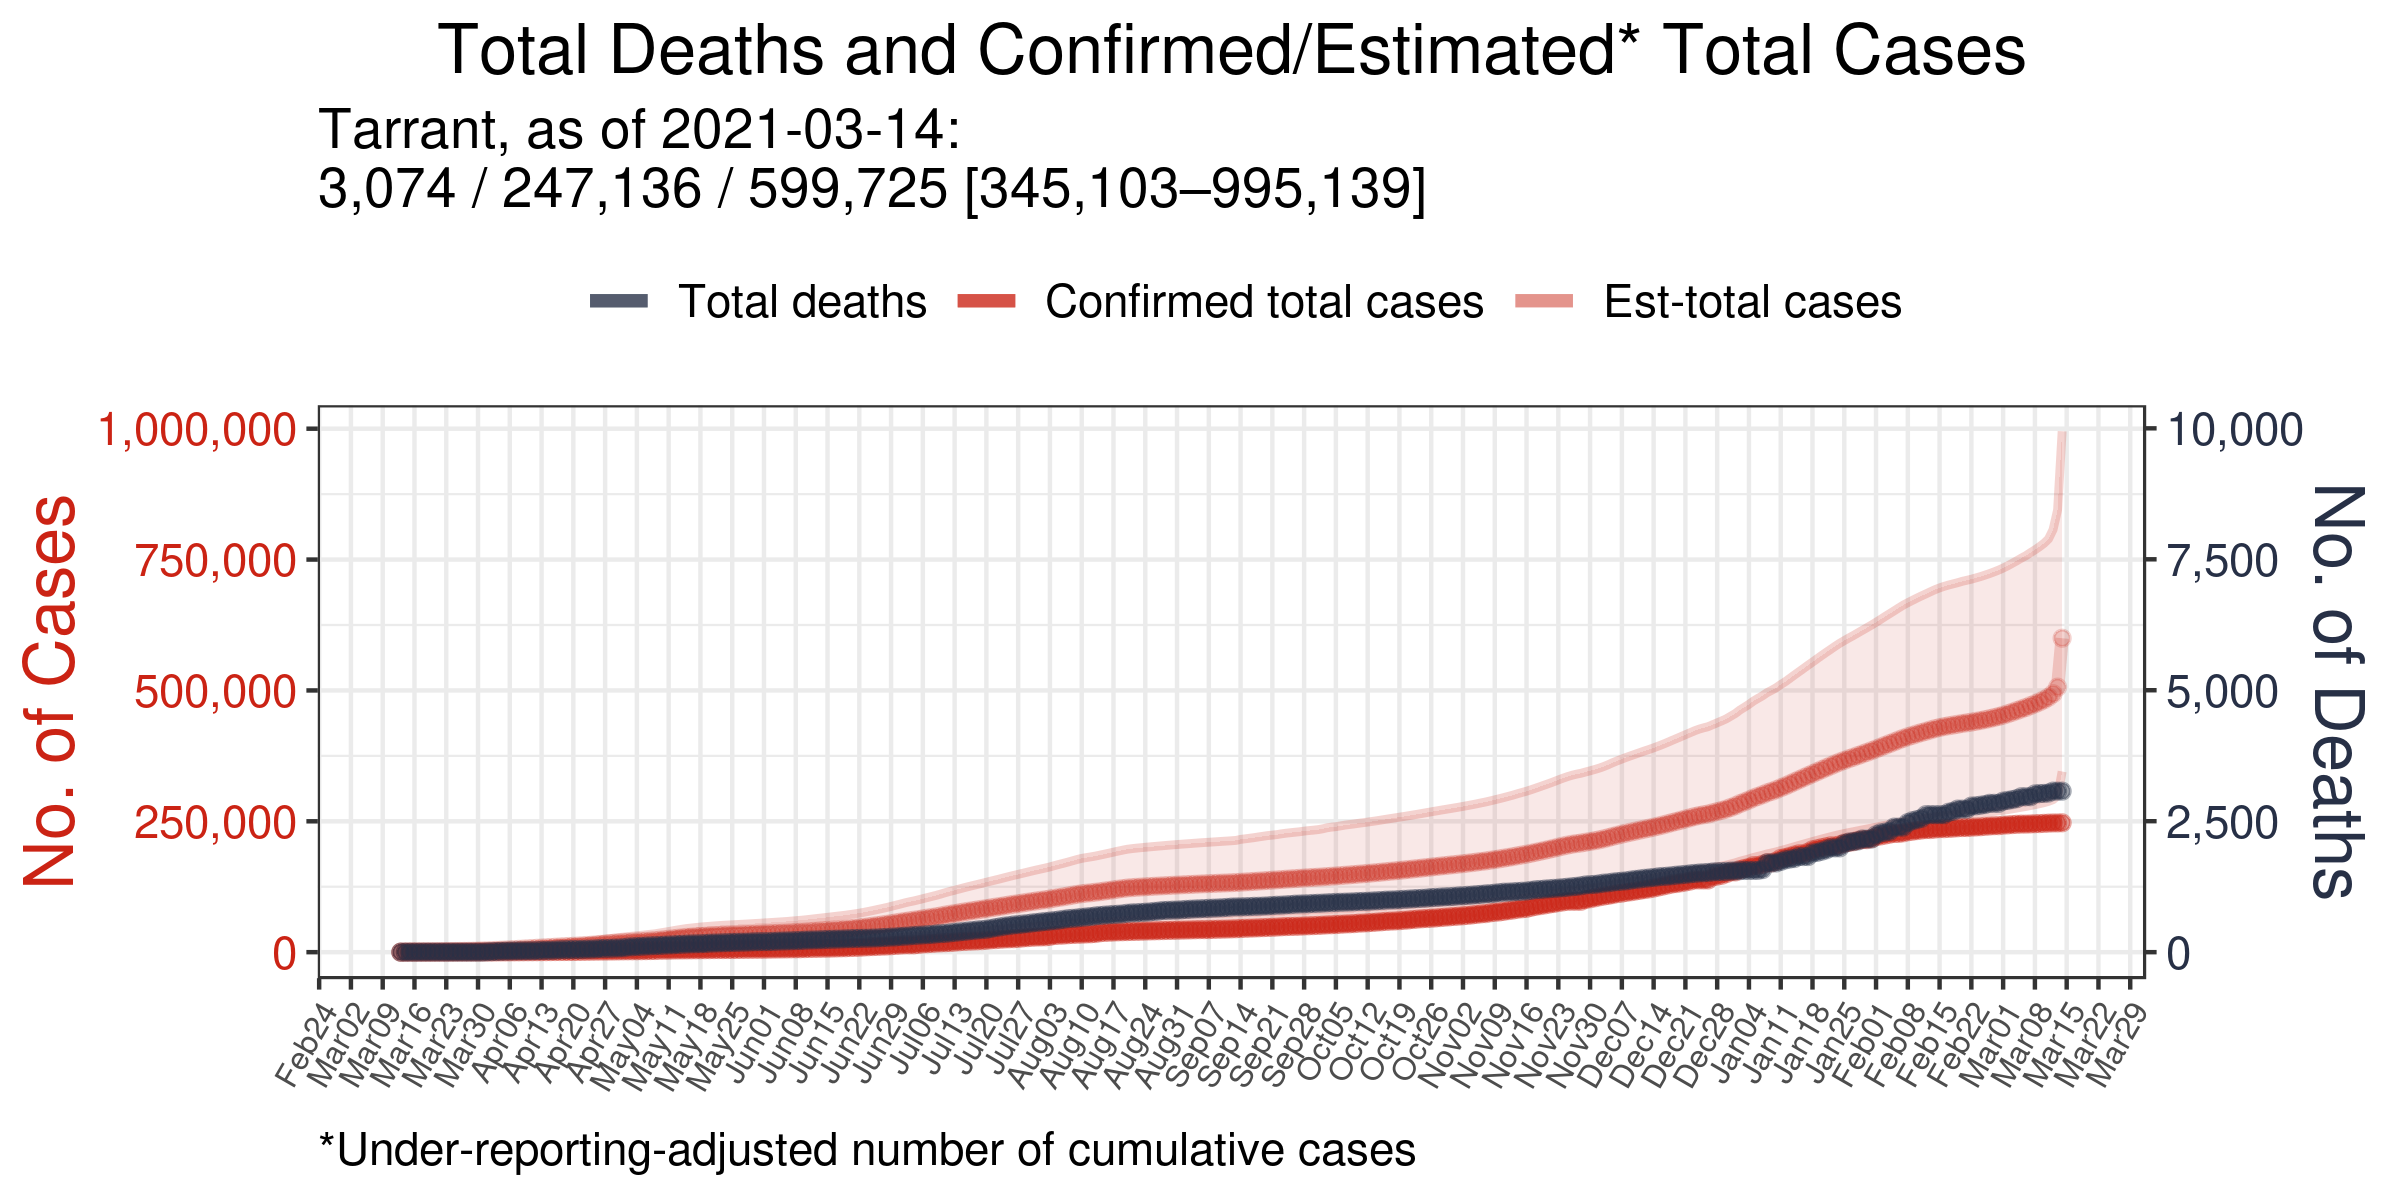 Total Deaths and Confirmed/Estimated* Total Cases
Tarrant, as of 2021-03-14:
3,074 / 247,136 / 599,725 [345,103–995,139]
Total deaths
Confirmed total cases
Est-total cases
No. of Cases
1,000,000
750,000
500,000
250,000
0
10,000
7,500
5,000
2,500
0
No. of Deaths
Feb24
Mar02
Mar09
Mar16
Mar23
Mar30
Apr06
Apr13
Apr20
Apr27
May04
May11
May18
May25
Jun01
Jun08
Jun15
Jun22
Jun29
Jul06
Jul13
Jul20
Jul27
Aug03
Aug10
Aug17
Aug24
Aug31
Sep07
Sep14
Sep21
Sep28
Oct05
Oct12
Oct19
Oct26
Nov02
Nov09
Nov16
Nov23
Nov30
Dec07
Dec14
Dec21
Dec28
Jan04
Jan11
Jan18
Jan25
Feb01
Feb08
Feb15
Feb22
Mar01
Mar08
Mar15
Mar22
Mar29
*Under-reporting-adjusted number of cumulative cases